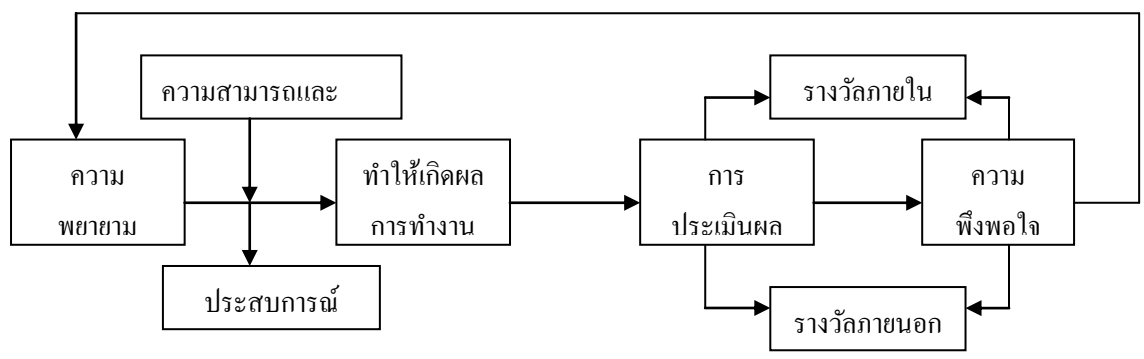 ความสามารถและ
รางวัลภายใน
ความ
พยายาม
ทำให้เกิดผล
การทำงาน
การ
ประเมินผล
ความ
พึงพอใจ
ประสบการณ์
รางวัลภายนอก